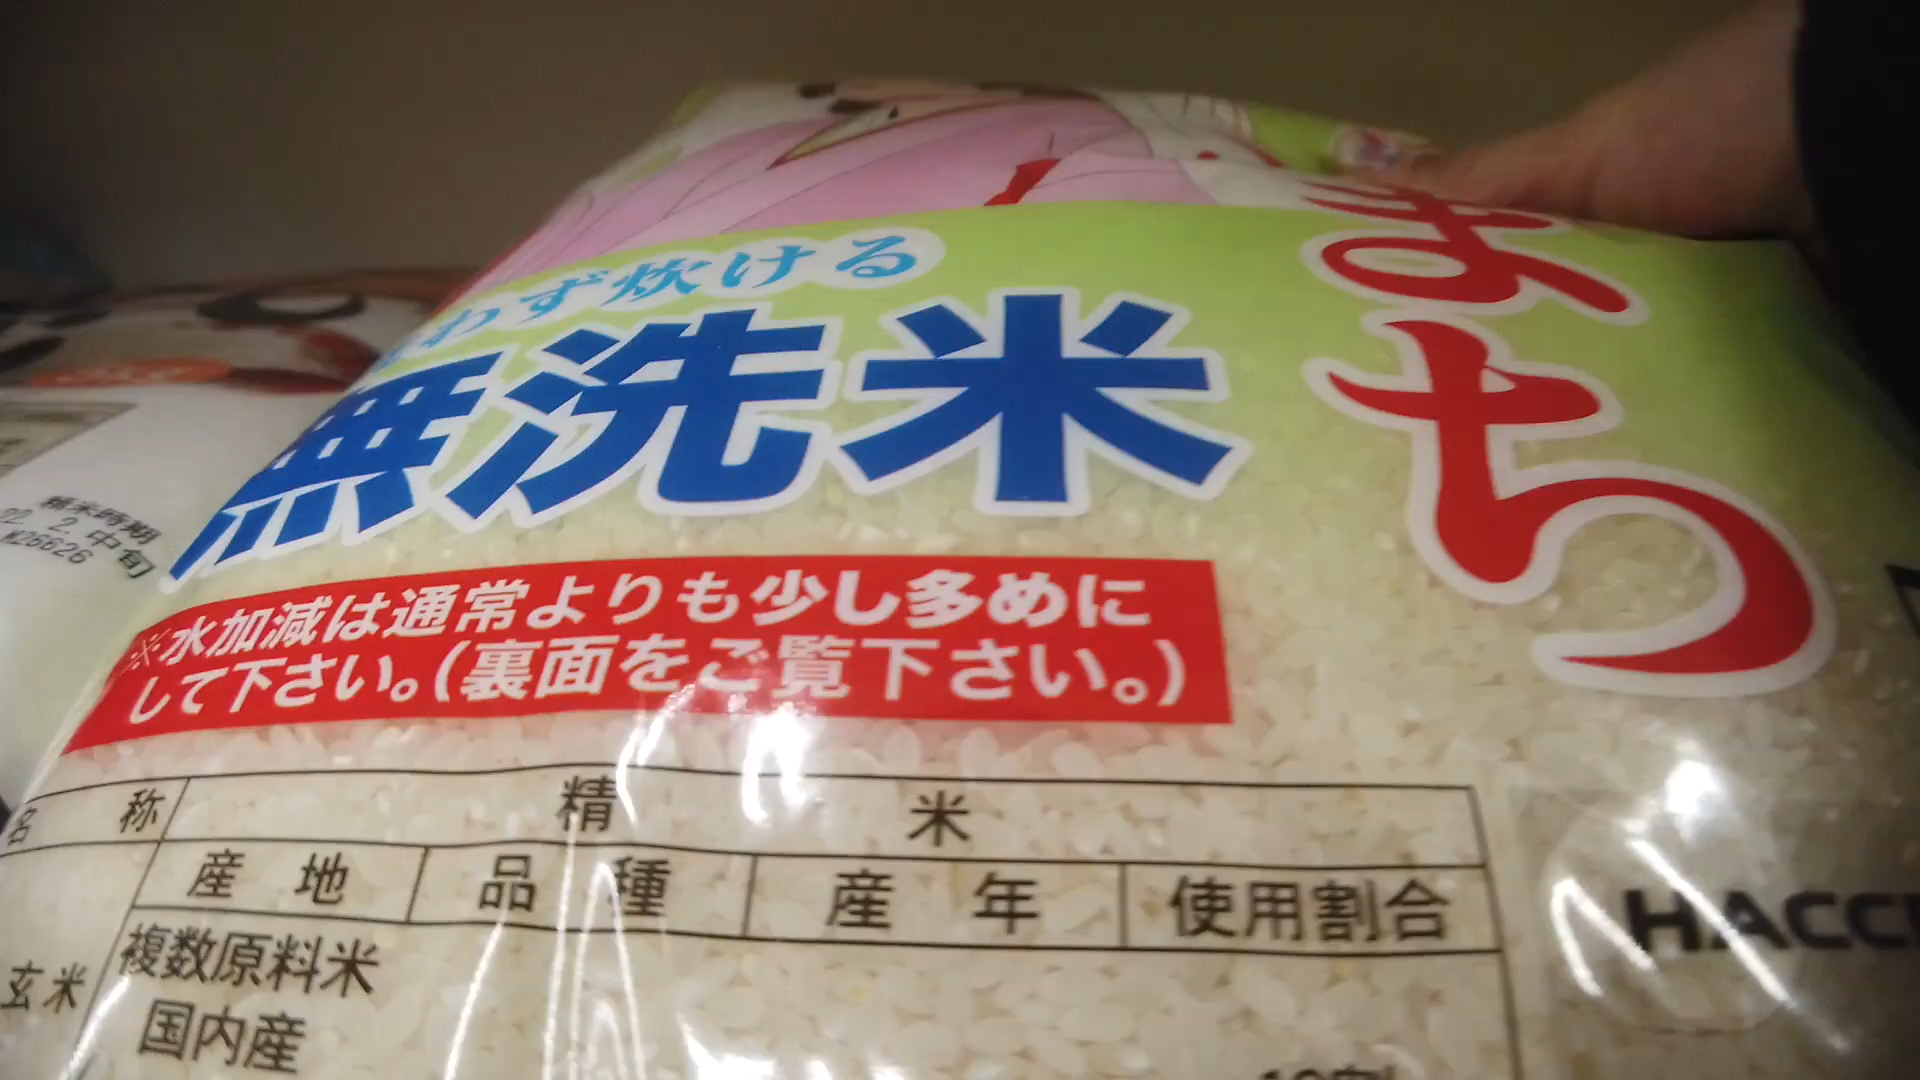 わず炊ける
無洗米
まち
※水加減は通常よりも少し多めに
して下さい。(裏面をご覧下さい。)
名 称
精 米
産 地
品 種
産 年
使用割合
玄米
複数原料米
国内産
精米時期
22. 2. 中旬